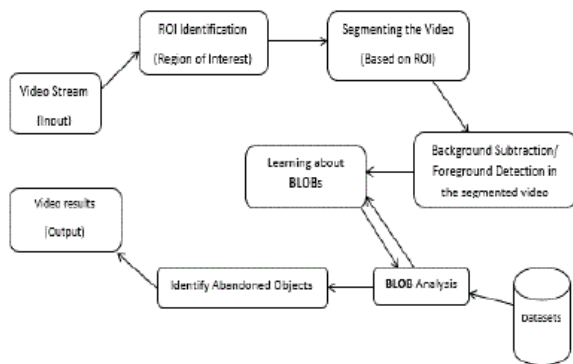 ROI Identification
(Region of Interest)
Segmenting the Video
(Based on ROI)
Video Stream
(Input)
Background Subtraction/
Foreground Detection in
the segmented video
Learning about
BLOBs
Video results
(Output)
Identify Abandoned Objects
BLOB Analysis
Datasets